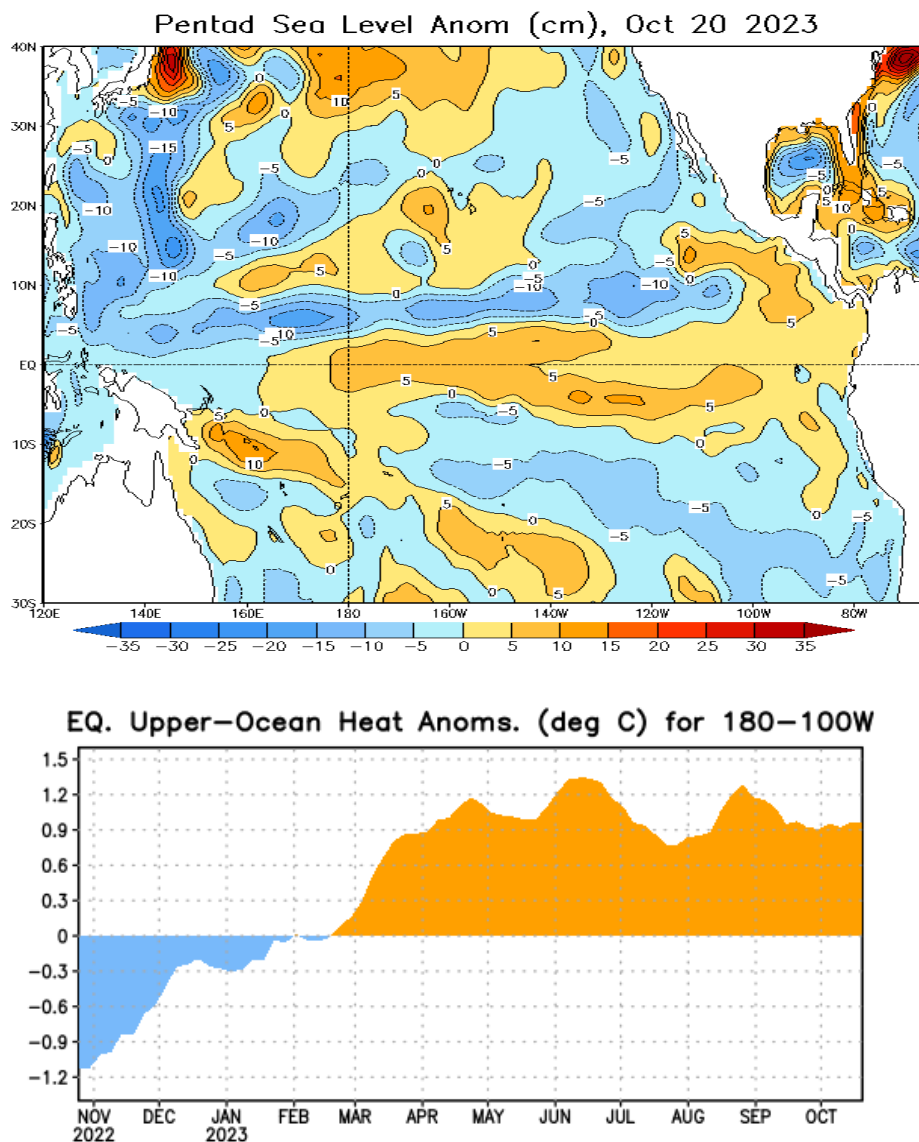 Pentad Sea Level Anom (cm), Oct 20 2023
40N
30N
20N
10N
EQ
10S
20S
30S
120E 140E 160E 180 160W 140W 120W 100W 80W
-35 -30 -25 -20 -15 -10 -5 0 5 10 15 20 25 30 35
EQ. Upper-Ocean Heat Anoms. (deg C) for 180-100W
1.5
1.2
0.9
0.6
0.3
0
-0.3
-0.6
-0.9
-1.2
NOV DEC JAN FEB MAR APR MAY JUN JUL AUG SEP OCT
2022 2023